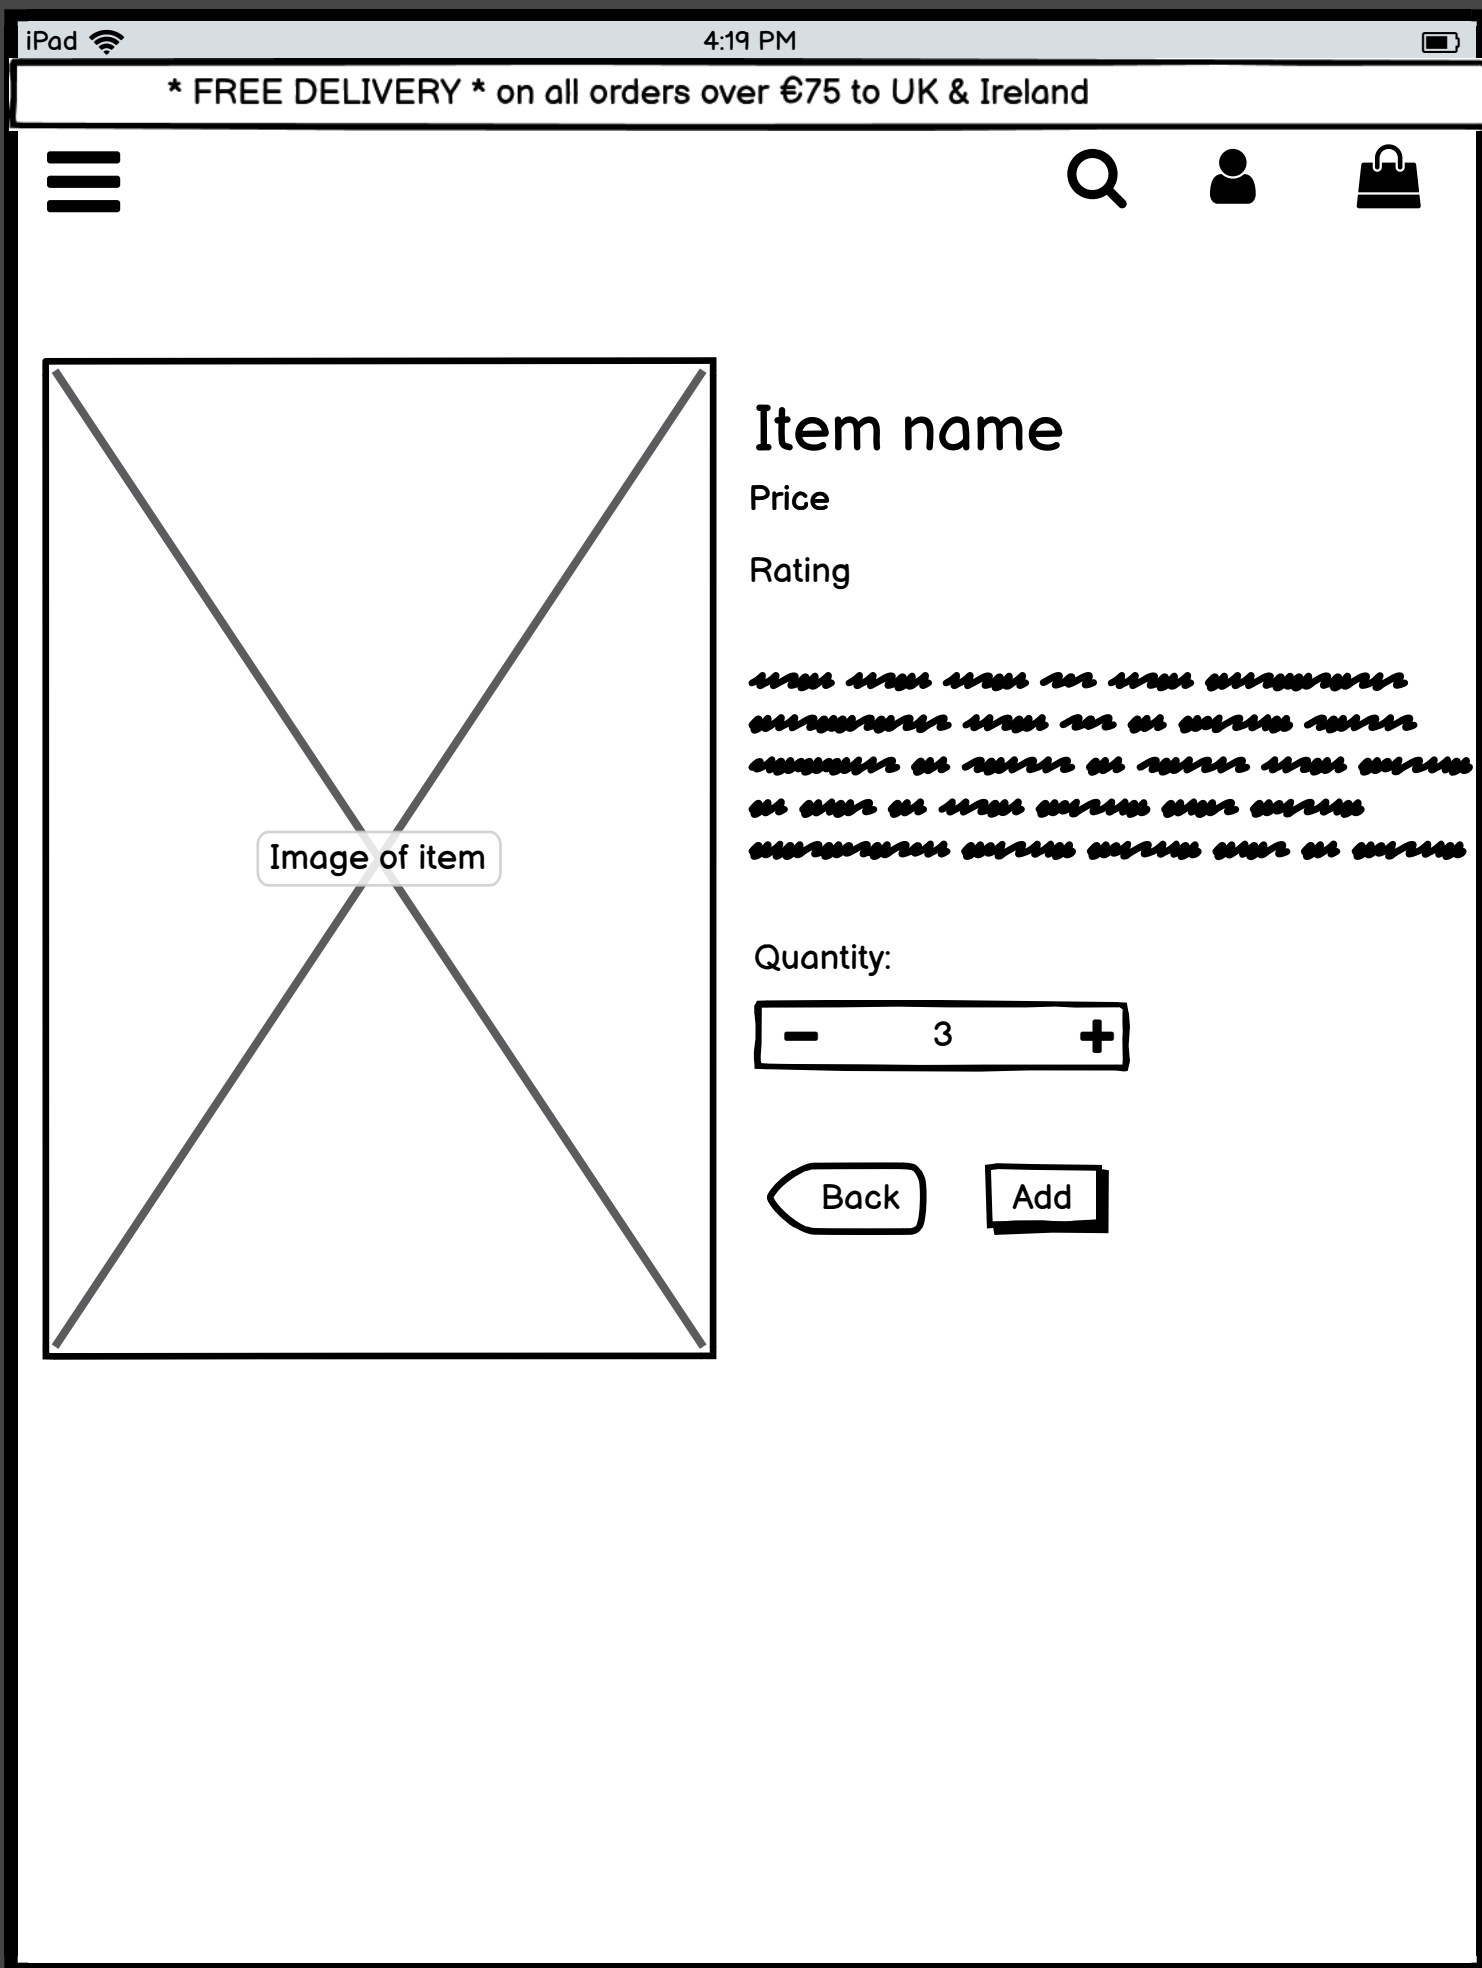 iPad 4:19 PM
* FREE DELIVERY * on all orders over €75 to UK & Ireland
Item name
Price
Rating
Image of item
Quantity:
3
Back Add